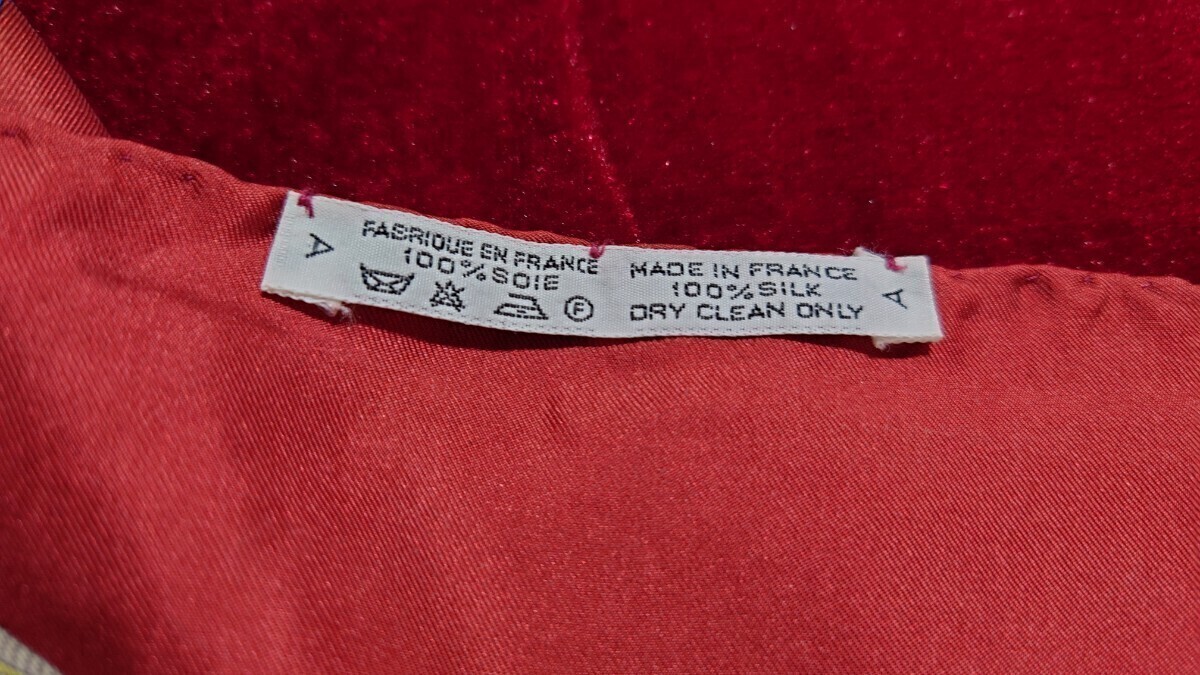 A
FABRIQUE EN FRANCE
100% SOIE
F
MADE IN FRANCE
100% SILK
DRY CLEAN ONLY
A